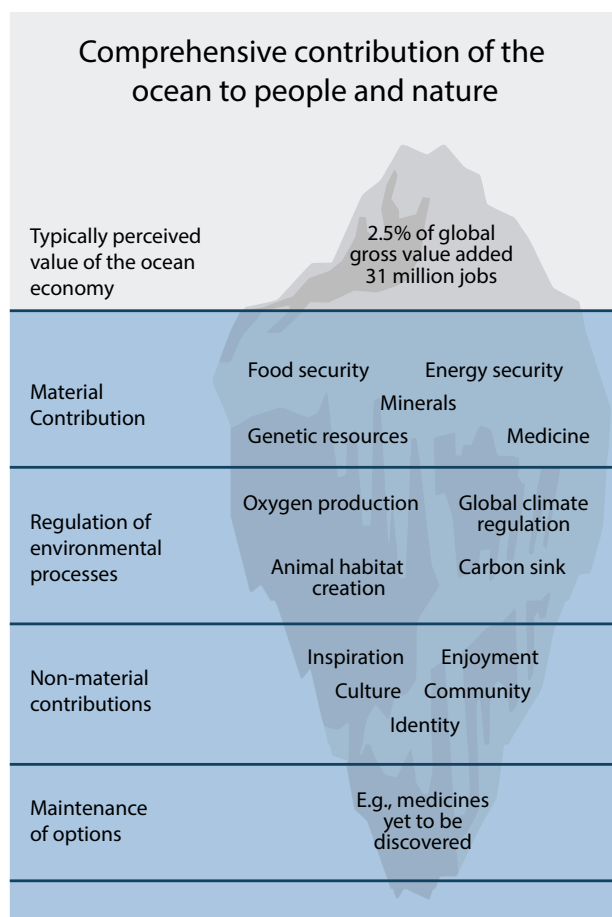 Comprehensive contribution of the
ocean to people and nature
Typically perceived
value of the ocean
economy
2.5% of global
gross value added
31 million jobs
Material
Contribution
Food security Energy security
Minerals
Genetic resources Medicine
Regulation of
environmental
processes
Oxygen production Global climate
regulation
Animal habitat Carbon sink
creation
Non-material
contributions
Inspiration Enjoyment
Culture Community
Identity
Maintenance
of options
E.g., medicines
yet to be
discovered